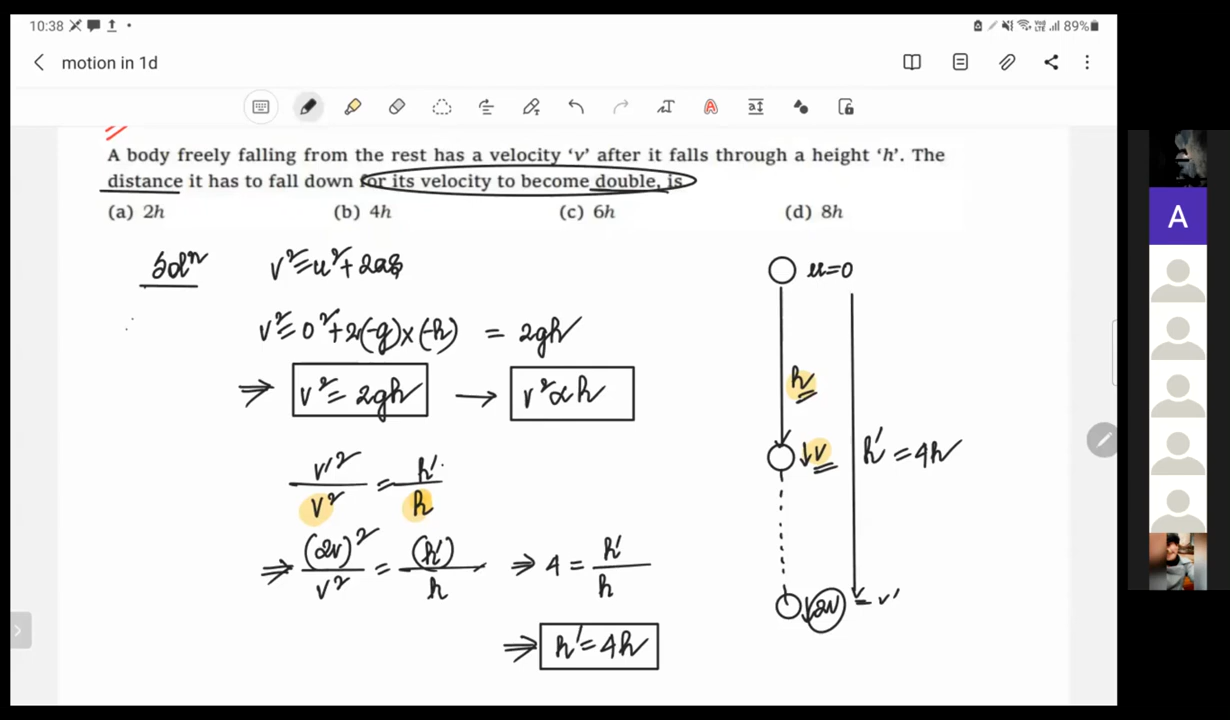 10:38
89%
motion in 1d
A body freely falling from the rest has a velocity ‘v’ after it falls through a height ‘h’. The
distance it has to fall down for its velocity to become double, is
(a) 2h (b) 4h (c) 6h (d) 8h
Solⁿ v² = u² + 2as
v² = 0² + 2(-g)×(-h) = 2gh
⇒ v² = 2gh → v² ∝ h
v'²/v² = h'/h
⇒ (2v)²/v² = (h')/h ⇒ 4 = h'/h
⇒ h' = 4h
u=0
h
↓v h' = 4h
↓2v = v'
A